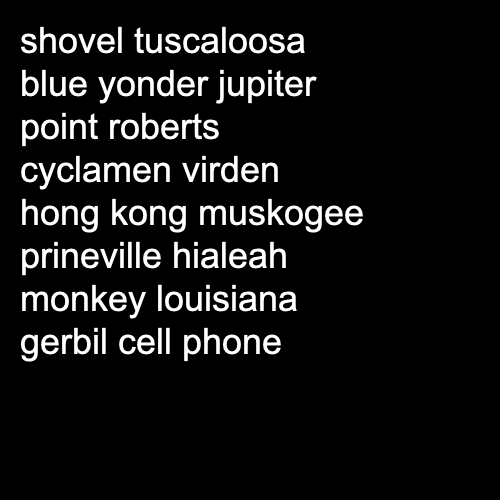 shovel tuscaloosa
blue yonder jupiter
point roberts
cyclamen virden
hong kong muskogee
prineville hialeah
monkey louisiana
gerbil cell phone